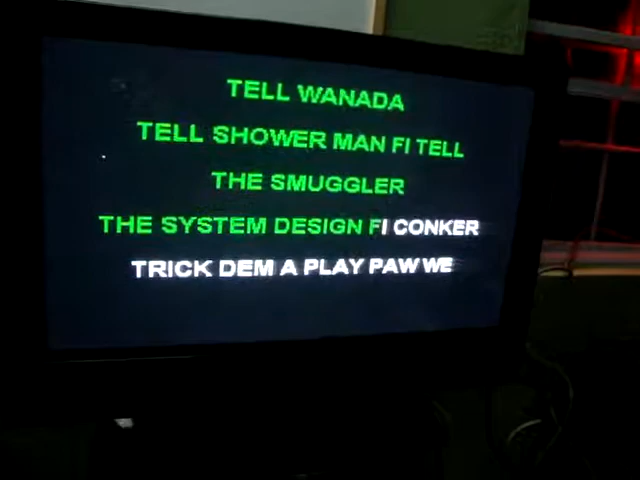 TELL WANADA
TELL SHOWER MAN FI TELL
THE SMUGGLER
THE SYSTEM DESIGN FI CONKER
TRICK DEM A PLAY PAW WE